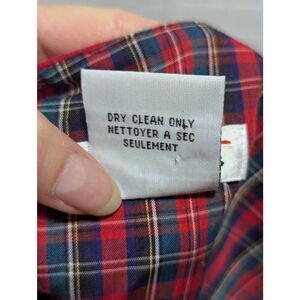 DRY CLEAN ONLY
NETTOYER A SEC
SEULEMENT